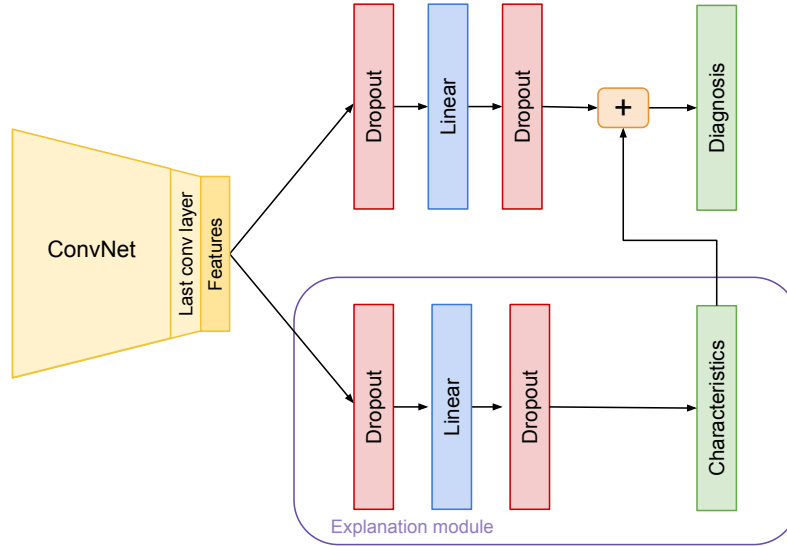 ConvNet
Last conv layer
Features
Dropout
Linear
Dropout
+
Diagnosis
Dropout
Linear
Dropout
Characteristics
Explanation module